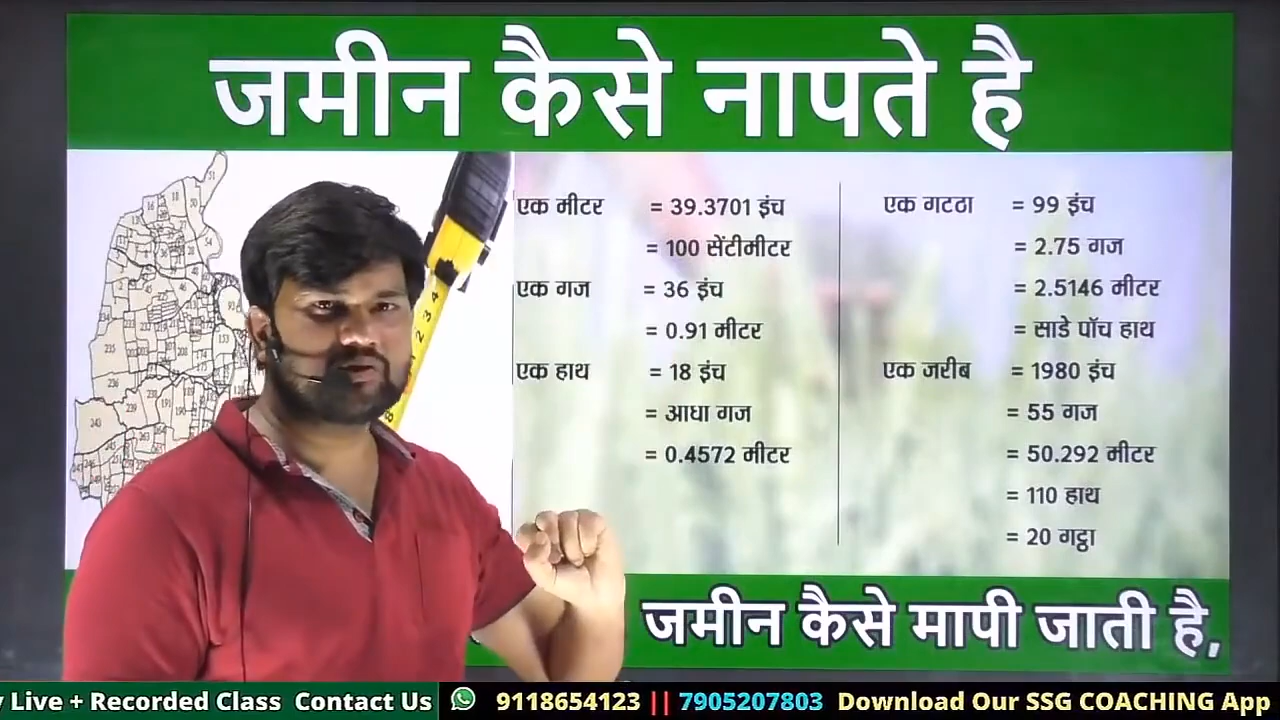 जमीन कैसे नापते है
एक मीटर = 39.3701 इंच
= 100 सेंटीमीटर
एक गज = 36 इंच
= 0.91 मीटर
एक हाथ = 18 इंच
= आधा गज
= 0.4572 मीटर
एक गटठा = 99 इंच
= 2.75 गज
= 2.5146 मीटर
= साडे पॉच हाथ
एक जरीब = 1980 इंच
= 55 गज
= 50.292 मीटर
= 110 हाथ
= 20 गट्ठा
जमीन कैसे मापी जाती है,
y Live + Recorded Class Contact Us 9118654123 || 7905207803 Download Our SSG COACHING App